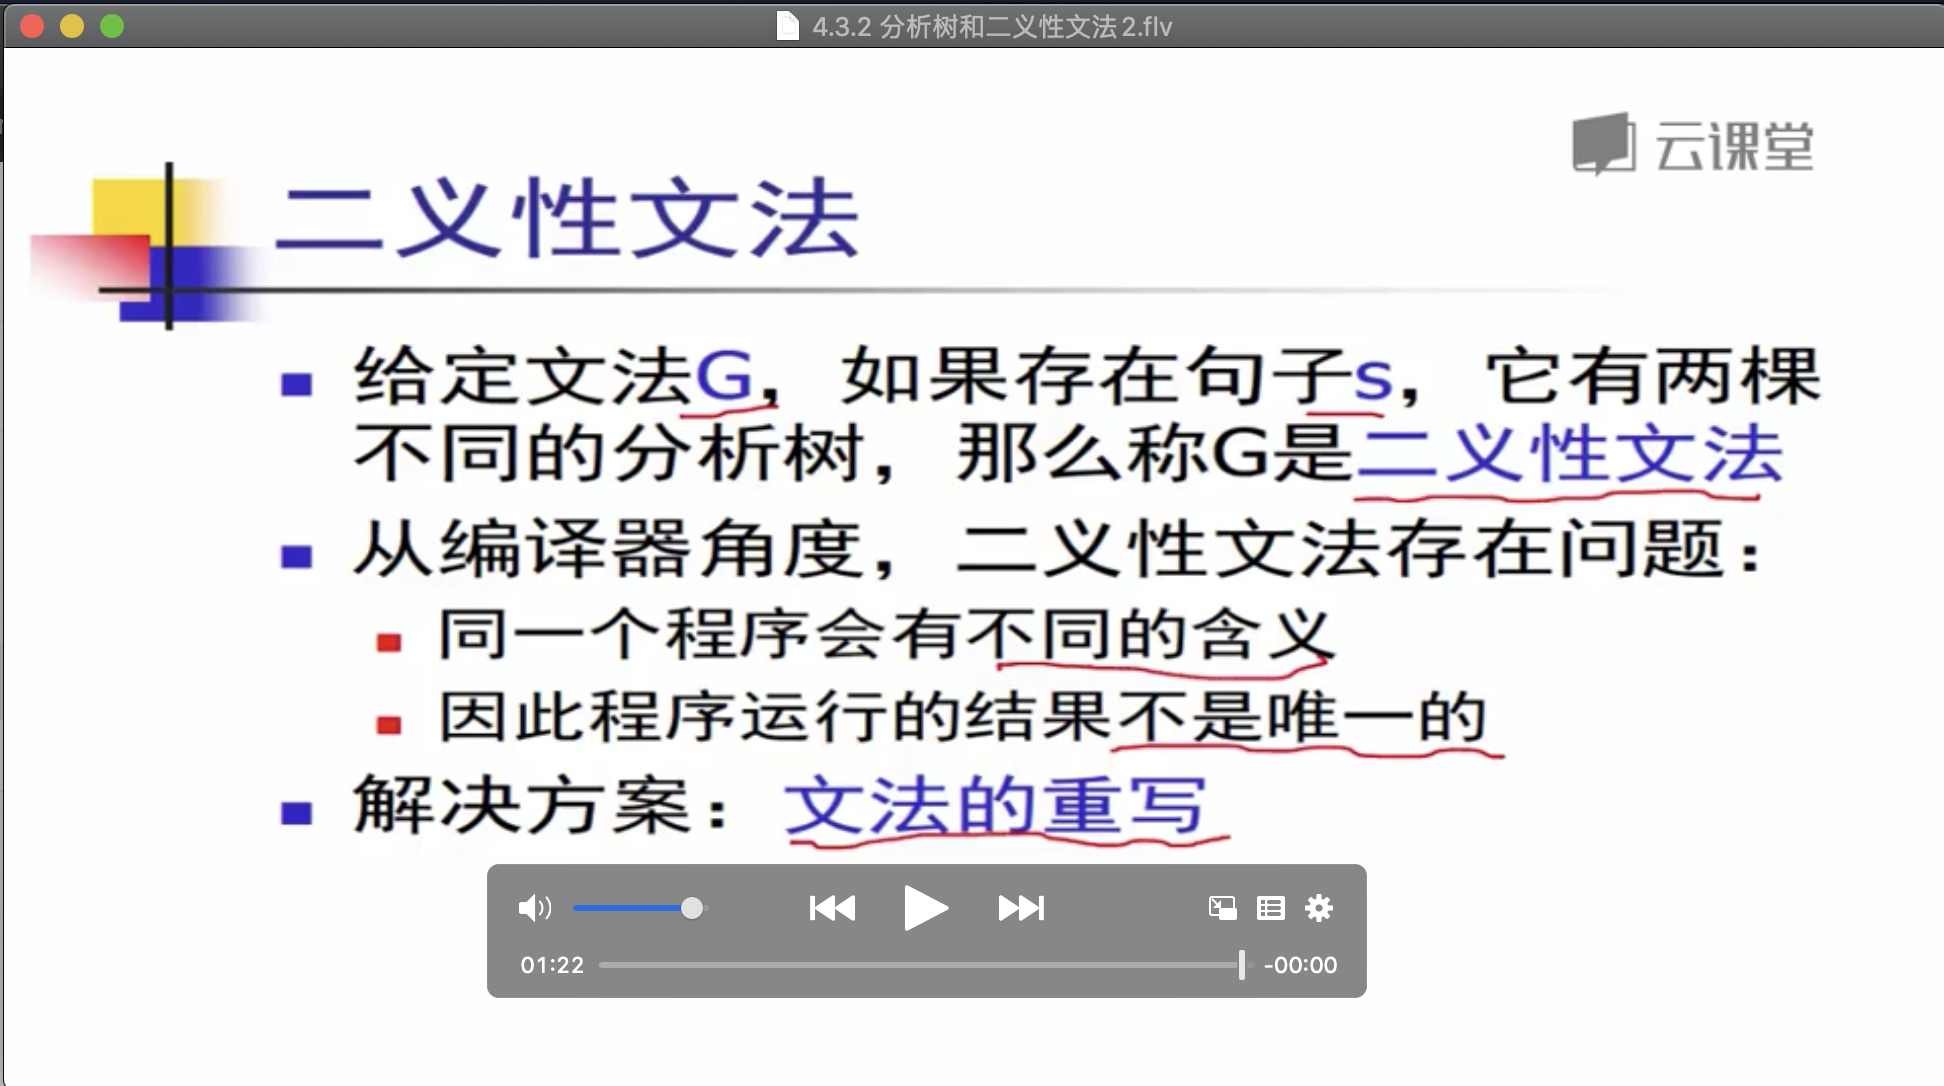 4.3.2 分析树和二义性文法2.flv
云课堂
二义性文法
给定文法G，如果存在句子s，它有两棵
不同的分析树，那么称G是二义性文法
从编译器角度，二义性文法存在问题：
同一个程序会有不同的含义
因此程序运行的结果不是唯一的
解决方案：文法的重写
01:22 -00:00